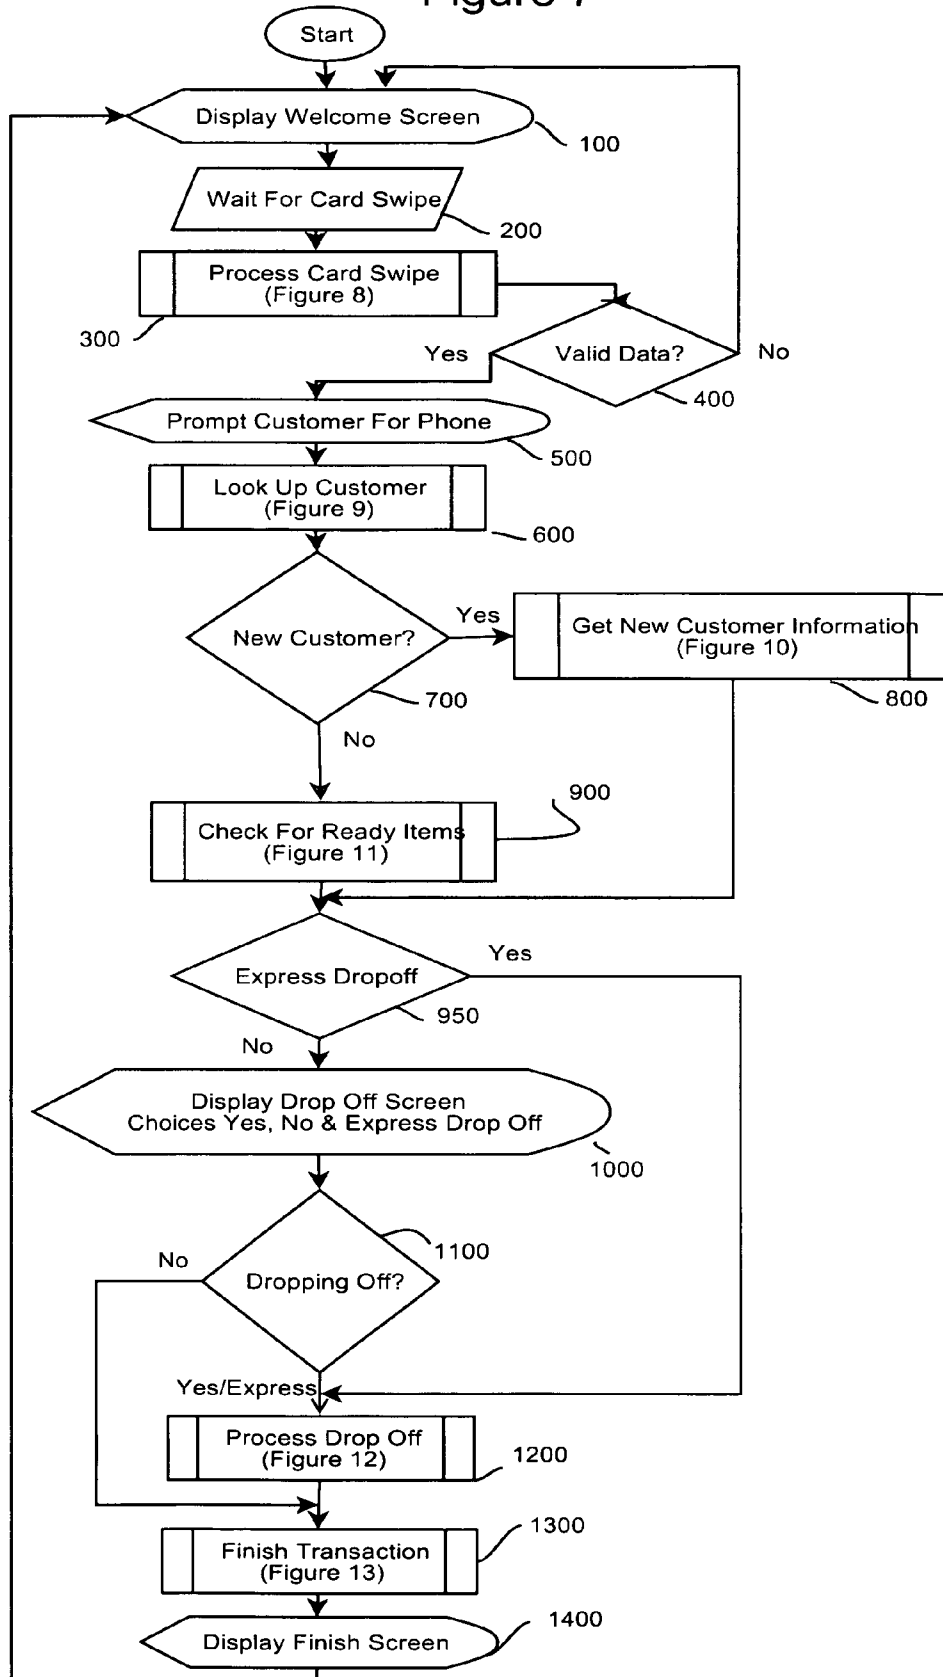 Figure 7
Start
Display Welcome Screen
100
Wait For Card Swipe
200
Process Card Swipe
(Figure 8)
300
Yes
Valid Data?
No
400
Prompt Customer For Phone
500
Look Up Customer
(Figure 9)
600
New Customer?
Yes
Get New Customer Information
(Figure 10)
700
800
No
900
Check For Ready Items
(Figure 11)
Yes
Express Dropoff
950
No
Display Drop Off Screen
Choices Yes, No & Express Drop Off
1000
1100
No
Dropping Off?
Yes/Express
Process Drop Off
(Figure 12)
1200
1300
Finish Transaction
(Figure 13)
1400
Display Finish Screen